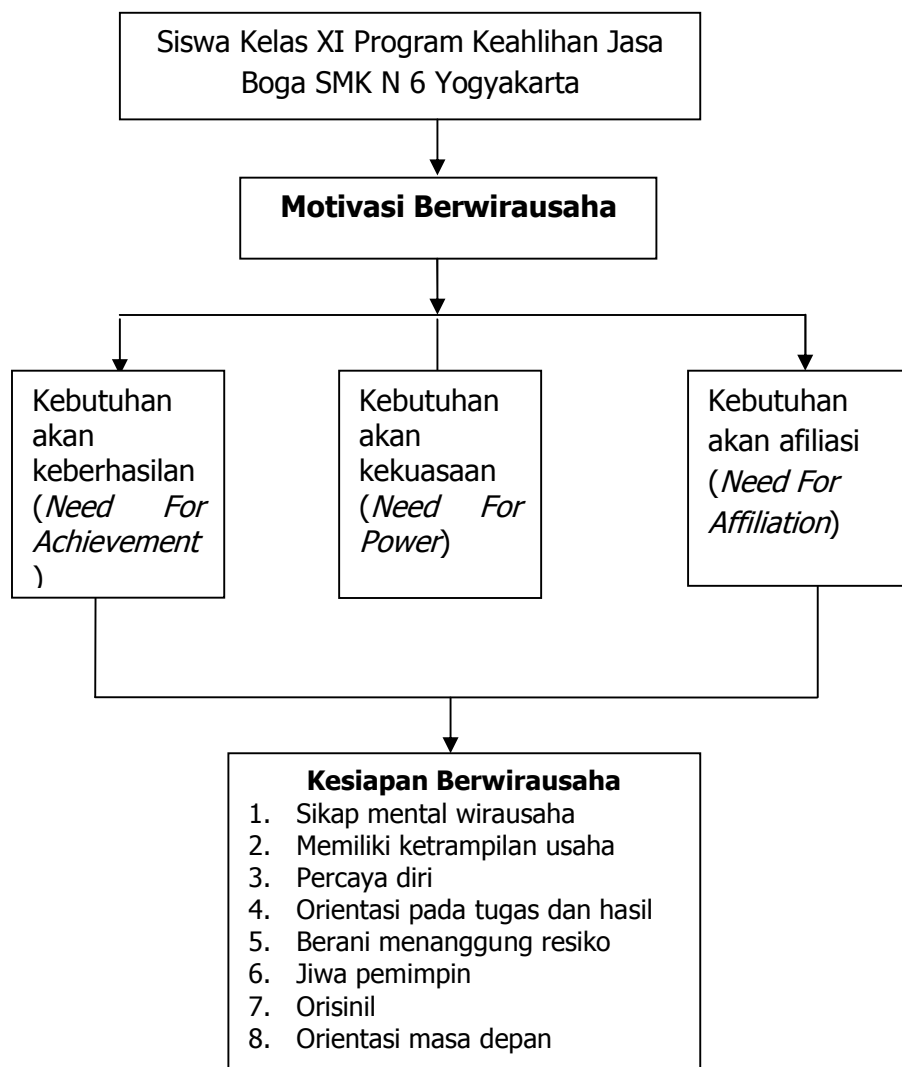 Siswa Kelas XI Program Keahlihan Jasa
Boga SMK N 6 Yogyakarta
Motivasi Berwirausaha
Kebutuhan
akan
keberhasilan
(Need For
Achievement
)
Kebutuhan
akan
kekuasaan
(Need For
Power)
Kebutuhan
akan afiliasi
(Need For
Affiliation)
Kesiapan Berwirausaha
1. Sikap mental wirausaha
2. Memiliki ketrampilan usaha
3. Percaya diri
4. Orientasi pada tugas dan hasil
5. Berani menanggung resiko
6. Jiwa pemimpin
7. Orisinil
8. Orientasi masa depan